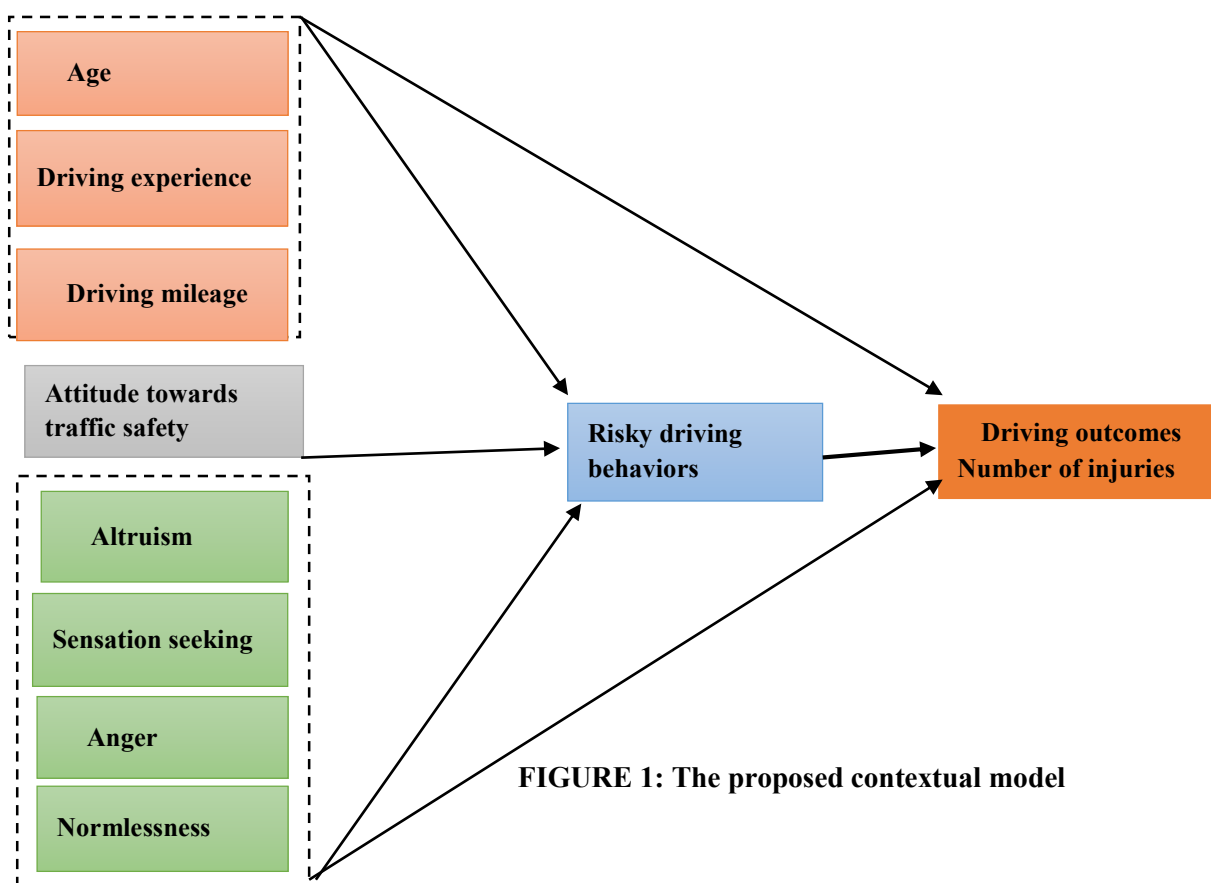 Age
Driving experience
Driving mileage
Attitude towards
traffic safety
Altruism
Sensation seeking
Anger
Normlessness
Risky driving
behaviors
Driving outcomes
Number of injuries
FIGURE 1: The proposed contextual model